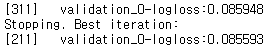 [311]	validation_0-logloss:0.085948
Stopping. Best iteration:
[211]	validation_0-logloss:0.085593